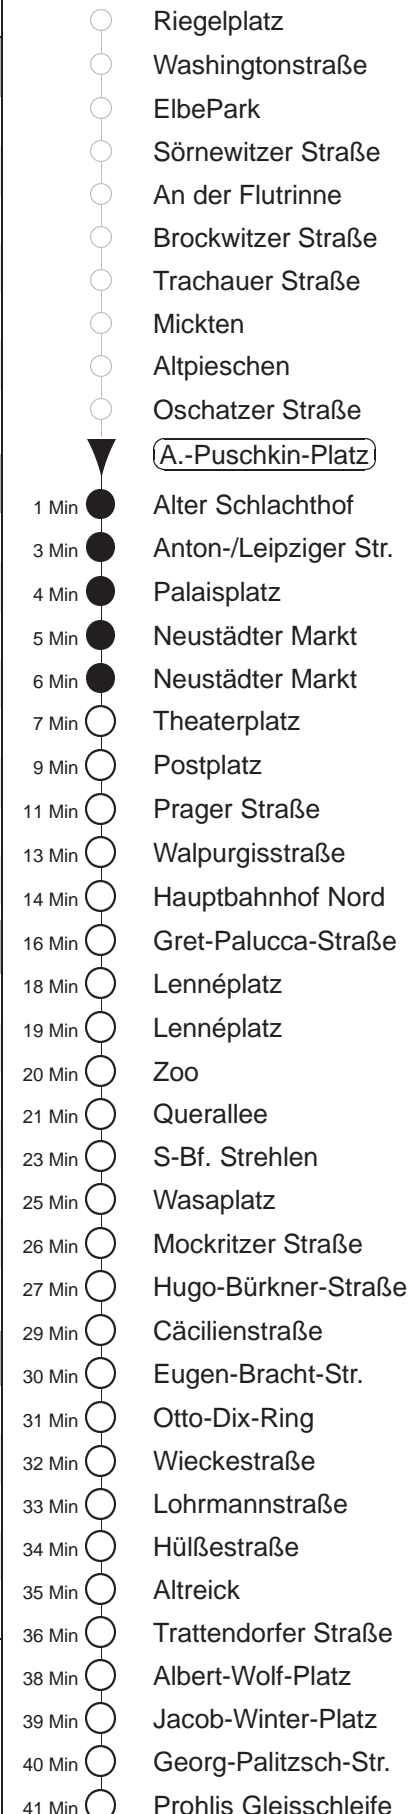 Riegelplatz
Washingtonstraße
ElbePark
Sörnewitzer Straße
An der Flutrinne
Brockwitzer Straße
Trachauer Straße
Mickten
Altpieschen
Oschatzer Straße
A.-Puschkin-Platz
1 Min Alter Schlachthof
3 Min Anton-/Leipziger Str.
4 Min Palaisplatz
5 Min Neustädter Markt
6 Min Neustädter Markt
7 Min Theaterplatz
9 Min Postplatz
11 Min Prager Straße
13 Min Walpurgisstraße
14 Min Hauptbahnhof Nord
16 Min Gret-Palucca-Straße
18 Min Lennéplatz
19 Min Lennéplatz
20 Min Zoo
21 Min Querallee
23 Min S-Bf. Strehlen
25 Min Wasaplatz
26 Min Mockritzer Straße
27 Min Hugo-Bürkner-Straße
29 Min Cäcilienstraße
30 Min Eugen-Bracht-Str.
31 Min Otto-Dix-Ring
32 Min Wieckestraße
33 Min Lohrmannstraße
34 Min Hülßestraße
35 Min Altreick
36 Min Trattendorfer Straße
38 Min Albert-Wolf-Platz
39 Min Jacob-Winter-Platz
40 Min Georg-Palitzsch-Str.
41 Min Prohlis Gleisschleife